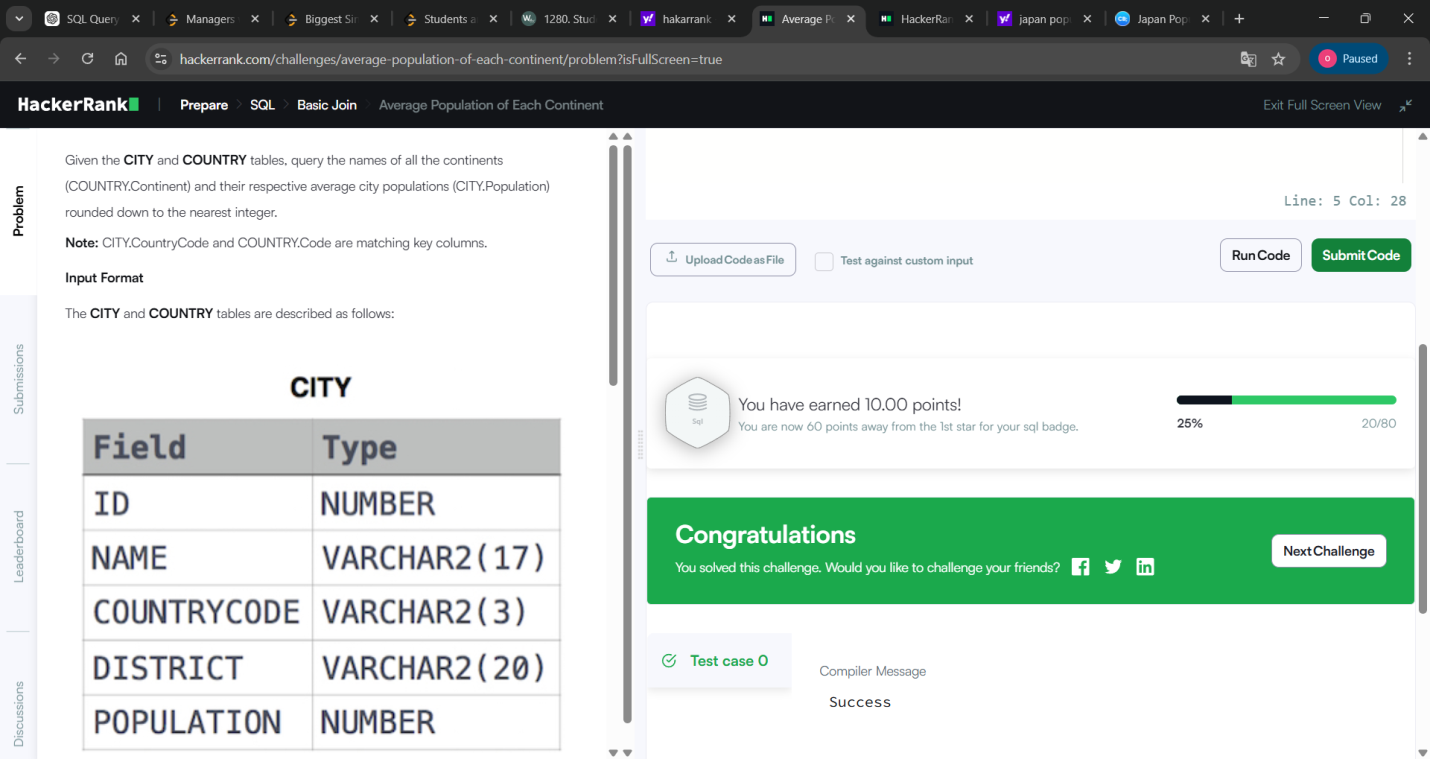 SQL Query
Managers
Biggest Sin
Students a
1280. Stud
hakarrank
Average Po
HackerRan
japan pop
Japan Pop
hackerrank.com/challenges/average-population-of-each-continent/problem?isFullScreen=true
Paused
HackerRank
Prepare
SQL
Basic Join
Average Population of Each Continent
Exit Full Screen View
Problem
Submissions
Leaderboard
Discussions
Given the CITY and COUNTRY tables, query the names of all the continents
(COUNTRY.Continent) and their respective average city populations (CITY.Population)
rounded down to the nearest integer.
Note: CITY.CountryCode and COUNTRY.Code are matching key columns.
Input Format
The CITY and COUNTRY tables are described as follows:
CITY
Field Type
ID NUMBER
NAME VARCHAR2(17)
COUNTRYCODE VARCHAR2(3)
DISTRICT VARCHAR2(20)
POPULATION NUMBER
Line: 5 Col: 28
Upload Code as File
Test against custom input
Run Code
Submit Code
Sql
You have earned 10.00 points!
You are now 60 points away from the 1st star for your sql badge.
25%
20/80
Congratulations
You solved this challenge. Would you like to challenge your friends?
Next Challenge
Test case 0
Compiler Message
Success